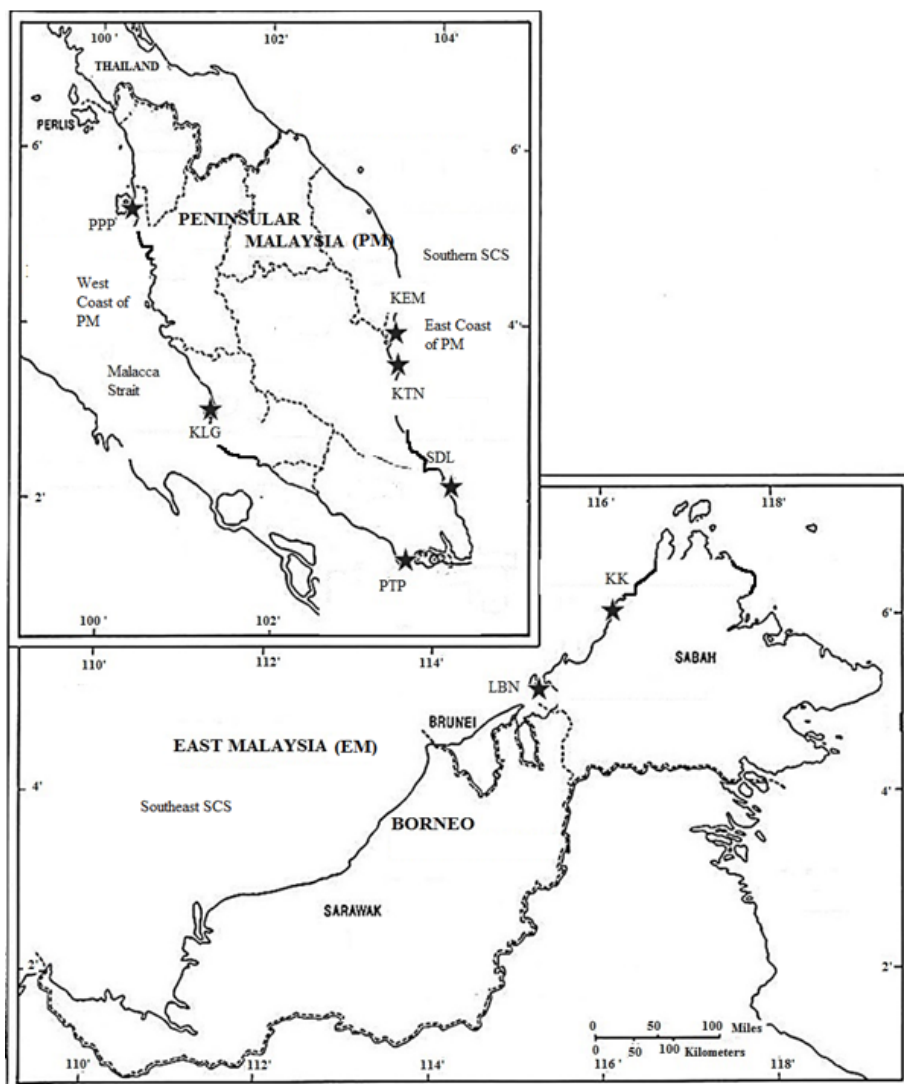 100 '
102 '
104 '
THAILAND
PERLIS
6'
6'
PPP
PENINSULAR
MALAYSIA (PM)
Southern SCS
West
Coast of
PM
KEM
East Coast
of PM
4'
4'
Malacca
Strait
KTN
KLG
SDL
2'
2'
PTP
100 '
102 '
116 '
118 '
KK
6'
6'
SABAH
110 '
112 '
114 '
LBN
BRUNEI
EAST MALAYSIA (EM)
4'
4'
Southeast SCS
BORNEO
SARAWAK
2'
2'
0 50 100 Miles
0 50 100 Kilometers
110 '
112 '
114 '
116 '
118 '